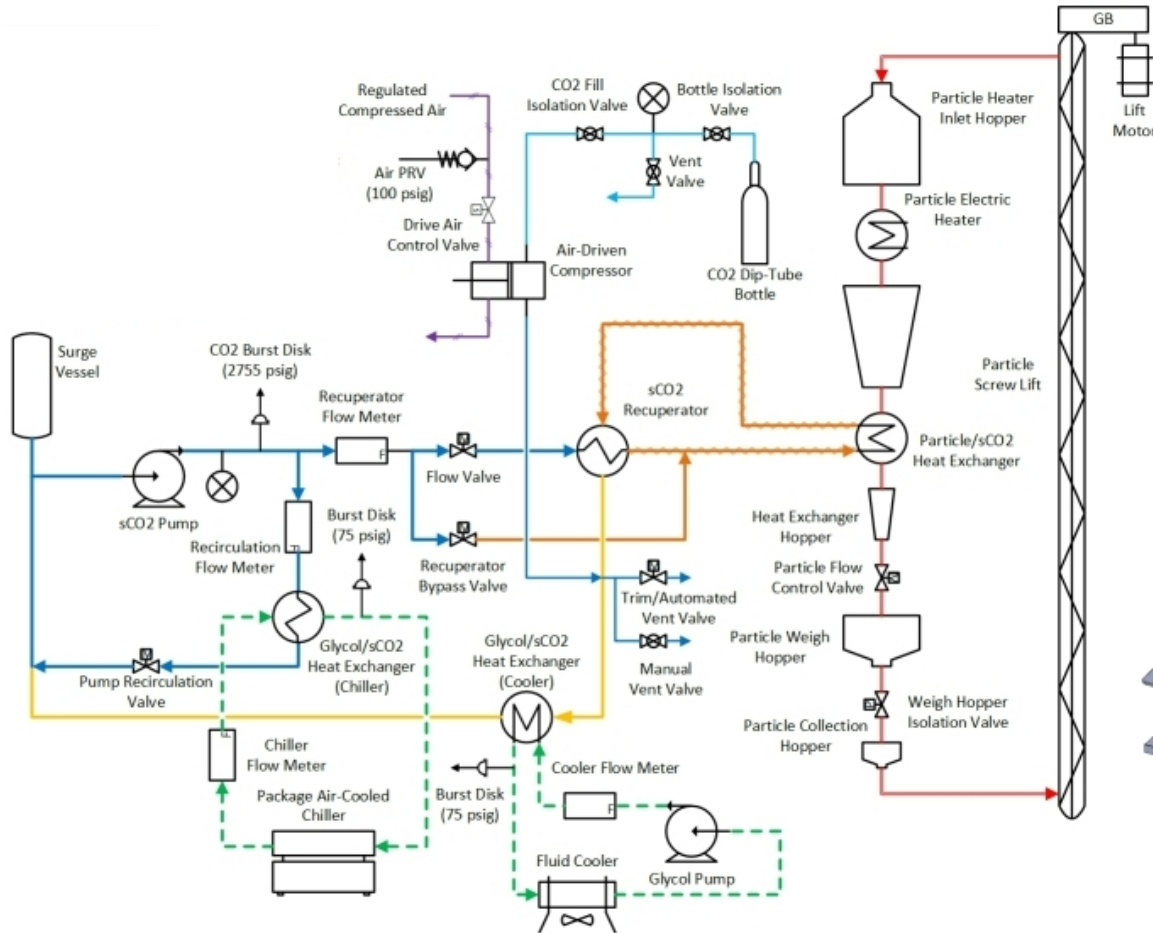 GB
Lift
Motor
Regulated
Compressed Air
CO2 Fill
Isolation Valve
Bottle Isolation
Valve
Particle Heater
Inlet Hopper
Air PRV
(100 psig)
Vent
Valve
Drive Air
Control Valve
Particle Electric
Heater
Air-Driven
Compressor
CO2 Dip-Tube
Bottle
Surge
Vessel
CO2 Burst Disk
(2755 psig)
Recuperator
Flow Meter
sCO2
Recuperator
Particle
Screw Lift
F
M
Flow Valve
Particle/sCO2
Heat Exchanger
sCO2 Pump
Burst Disk
(75 psig)
Heat Exchanger
Hopper
Recirculation
Flow Meter
F
M
Recuperator
Bypass Valve
Particle Flow
Control Valve
M
Trim/Automated
Vent Valve
Glycol/sCO2
Heat Exchanger
(Chiller)
Glycol/sCO2
Heat Exchanger
(Cooler)
Particle Weigh
Hopper
Manual
Vent Valve
M
Pump Recirculation
Valve
Weigh Hopper
Isolation Valve
Particle Collection
Hopper
F
Chiller
Flow Meter
Cooler Flow Meter
Burst Disk
(75 psig)
F
Package Air-Cooled
Chiller
Fluid Cooler
Glycol Pump